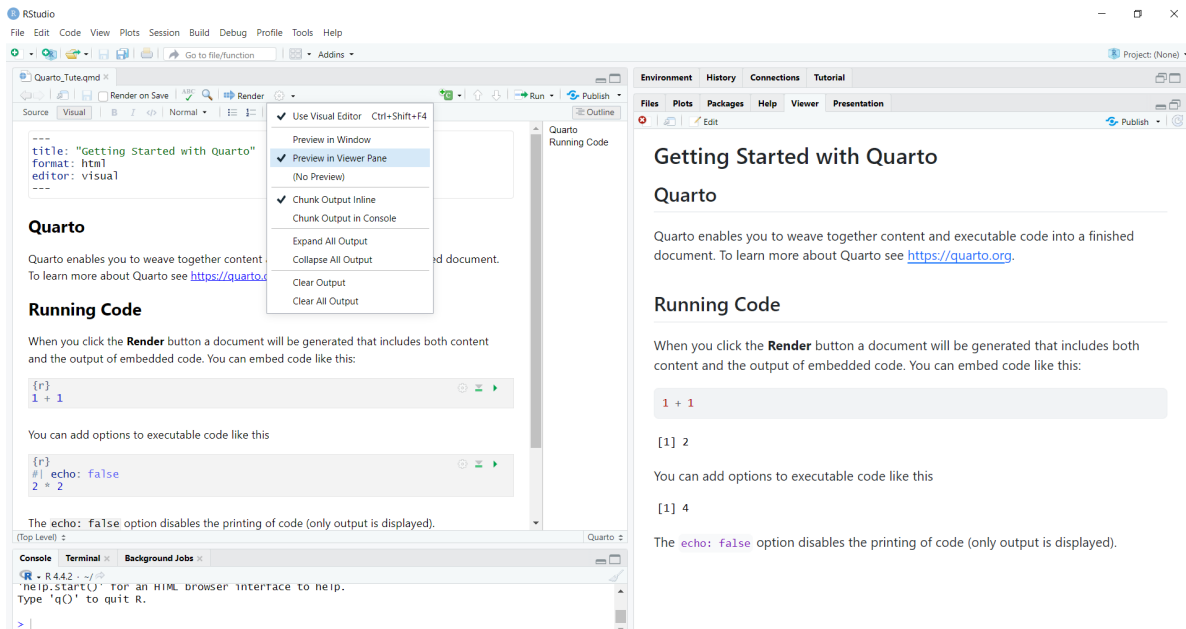 RStudio
File Edit Code View Plots Session Build Debug Profile Tools Help
Go to file/function Addins Project: (None)
Quarto_Tute.qmd
Render on Save ABC Render Run Publish
Source Visual B I </> Normal Outline
---
title: "Getting Started with Quarto"
format: html
editor: visual
---
Quarto
Quarto enables you to weave together content ed document.
To learn more about Quarto see https://quarto.o
Running Code
When you click the Render button a document will be generated that includes both content
and the output of embedded code. You can embed code like this:
{r}
1 + 1
You can add options to executable code like this
{r}
#| echo: false
2 * 2
The echo: false option disables the printing of code (only output is displayed).
(Top Level) Quarto
Use Visual Editor Ctrl+Shift+F4
Preview in Window
Preview in Viewer Pane
(No Preview)
Chunk Output Inline
Chunk Output in Console
Expand All Output
Collapse All Output
Clear Output
Clear All Output
Quarto
Running Code
Console Terminal Background Jobs
R R 4.4.2 · ~/
'help.start()' for an HTML browser interface to help.
Type 'q()' to quit R.
>
Environment History Connections Tutorial
Files Plots Packages Help Viewer Presentation
Edit Publish
Getting Started with Quarto
Quarto
Quarto enables you to weave together content and executable code into a finished
document. To learn more about Quarto see https://quarto.org.
Running Code
When you click the Render button a document will be generated that includes both
content and the output of embedded code. You can embed code like this:
1 + 1
[1] 2
You can add options to executable code like this
[1] 4
The echo: false option disables the printing of code (only output is displayed).